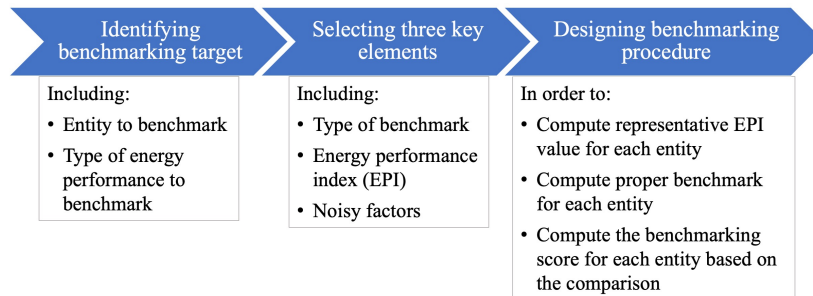 Identifying
benchmarking target
Including:
• Entity to benchmark
• Type of energy
performance to
benchmark
Selecting three key
elements
Including:
• Type of benchmark
• Energy performance
index (EPI)
• Noisy factors
Designing benchmarking
procedure
In order to:
• Compute representative EPI
value for each entity
• Compute proper benchmark
for each entity
• Compute the benchmarking
score for each entity based on
the comparison